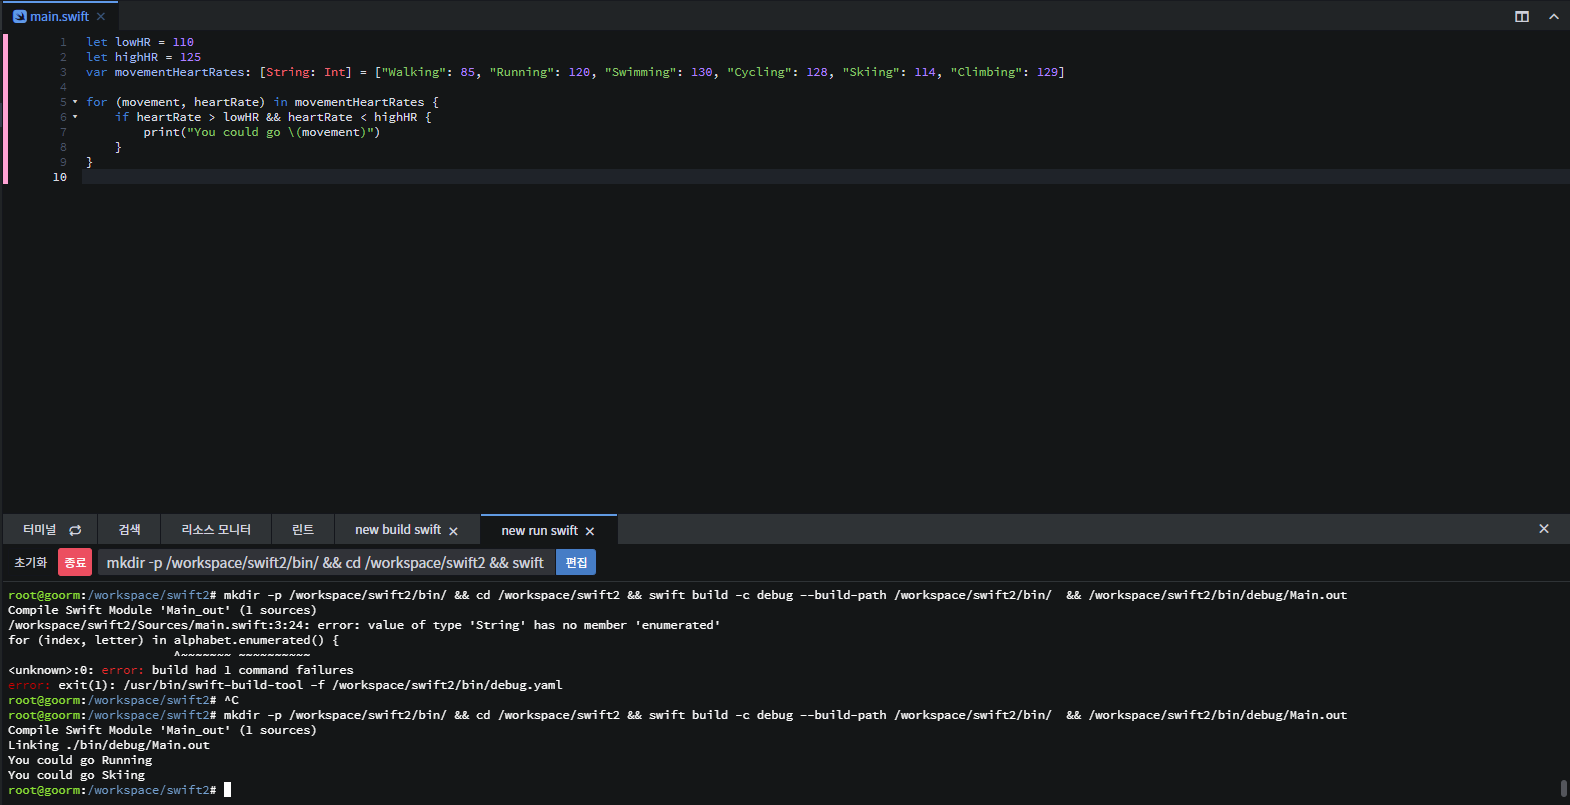 main.swift
1 let lowHR = 110
2 let highHR = 125
3 var movementHeartRates: [String: Int] = ["Walking": 85, "Running": 120, "Swimming": 130, "Cycling": 128, "Skiing": 114, "Climbing": 129]
4
5 for (movement, heartRate) in movementHeartRates {
6     if heartRate > lowHR && heartRate < highHR {
7         print("You could go \(movement)")
8     }
9 }
10
터미널 검색 리소스 모니터 린트 new build swift new run swift
초기화 종료 mkdir -p /workspace/swift2/bin/ && cd /workspace/swift2 && swift 편집
root@goorm:/workspace/swift2# mkdir -p /workspace/swift2/bin/ && cd /workspace/swift2 && swift build -c debug --build-path /workspace/swift2/bin/  && /workspace/swift2/bin/debug/Main.out
Compile Swift Module 'Main_out' (1 sources)
/workspace/swift2/Sources/main.swift:3:24: error: value of type 'String' has no member 'enumerated'
for (index, letter) in alphabet.enumerated() {
                       ^~~~~~~~ ~~~~~~~~~~
<unknown>:0: error: build had 1 command failures
error: exit(1): /usr/bin/swift-build-tool -f /workspace/swift2/bin/debug.yaml
root@goorm:/workspace/swift2# ^C
root@goorm:/workspace/swift2# mkdir -p /workspace/swift2/bin/ && cd /workspace/swift2 && swift build -c debug --build-path /workspace/swift2/bin/  && /workspace/swift2/bin/debug/Main.out
Compile Swift Module 'Main_out' (1 sources)
Linking ./bin/debug/Main.out
You could go Running
You could go Skiing
root@goorm:/workspace/swift2#